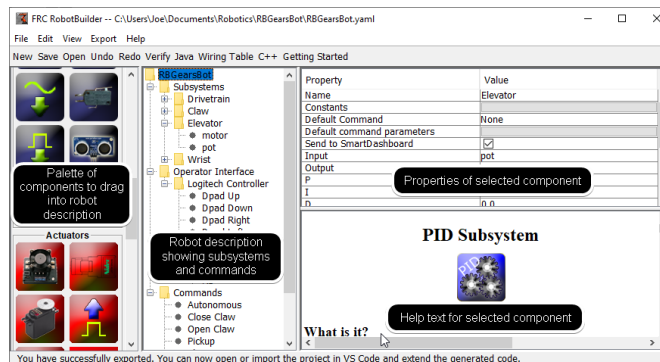 FRC RobotBuilder -- C:\Users\Joe\Documents\Robotics\RBGearsBot\RBGearsBot.yaml
File Edit View Export Help
New Save Open Undo Redo Verify Java Wiring Table C++ Getting Started
Palette of
components to drag
into robot
description
Actuators
RBGearsBot
Subsystems
Drivetrain
Claw
Elevator
motor
pot
Wrist
Operator Interface
Logitech Controller
Dpad Up
Dpad Down
Dpad Right
Robot description
showing subsystems
and commands
Commands
Autonomous
Close Claw
Open Claw
Pickup
Property Value
Name Elevator
Constants
Default Command None
Default command parameters
Send to SmartDashboard
Input pot
Output
P
I
D 0.0
Properties of selected component
PID Subsystem
PID
Help text for selected component
What is it?
You have successfully exported. You can now open or import the project in VS Code and extend the generated code.